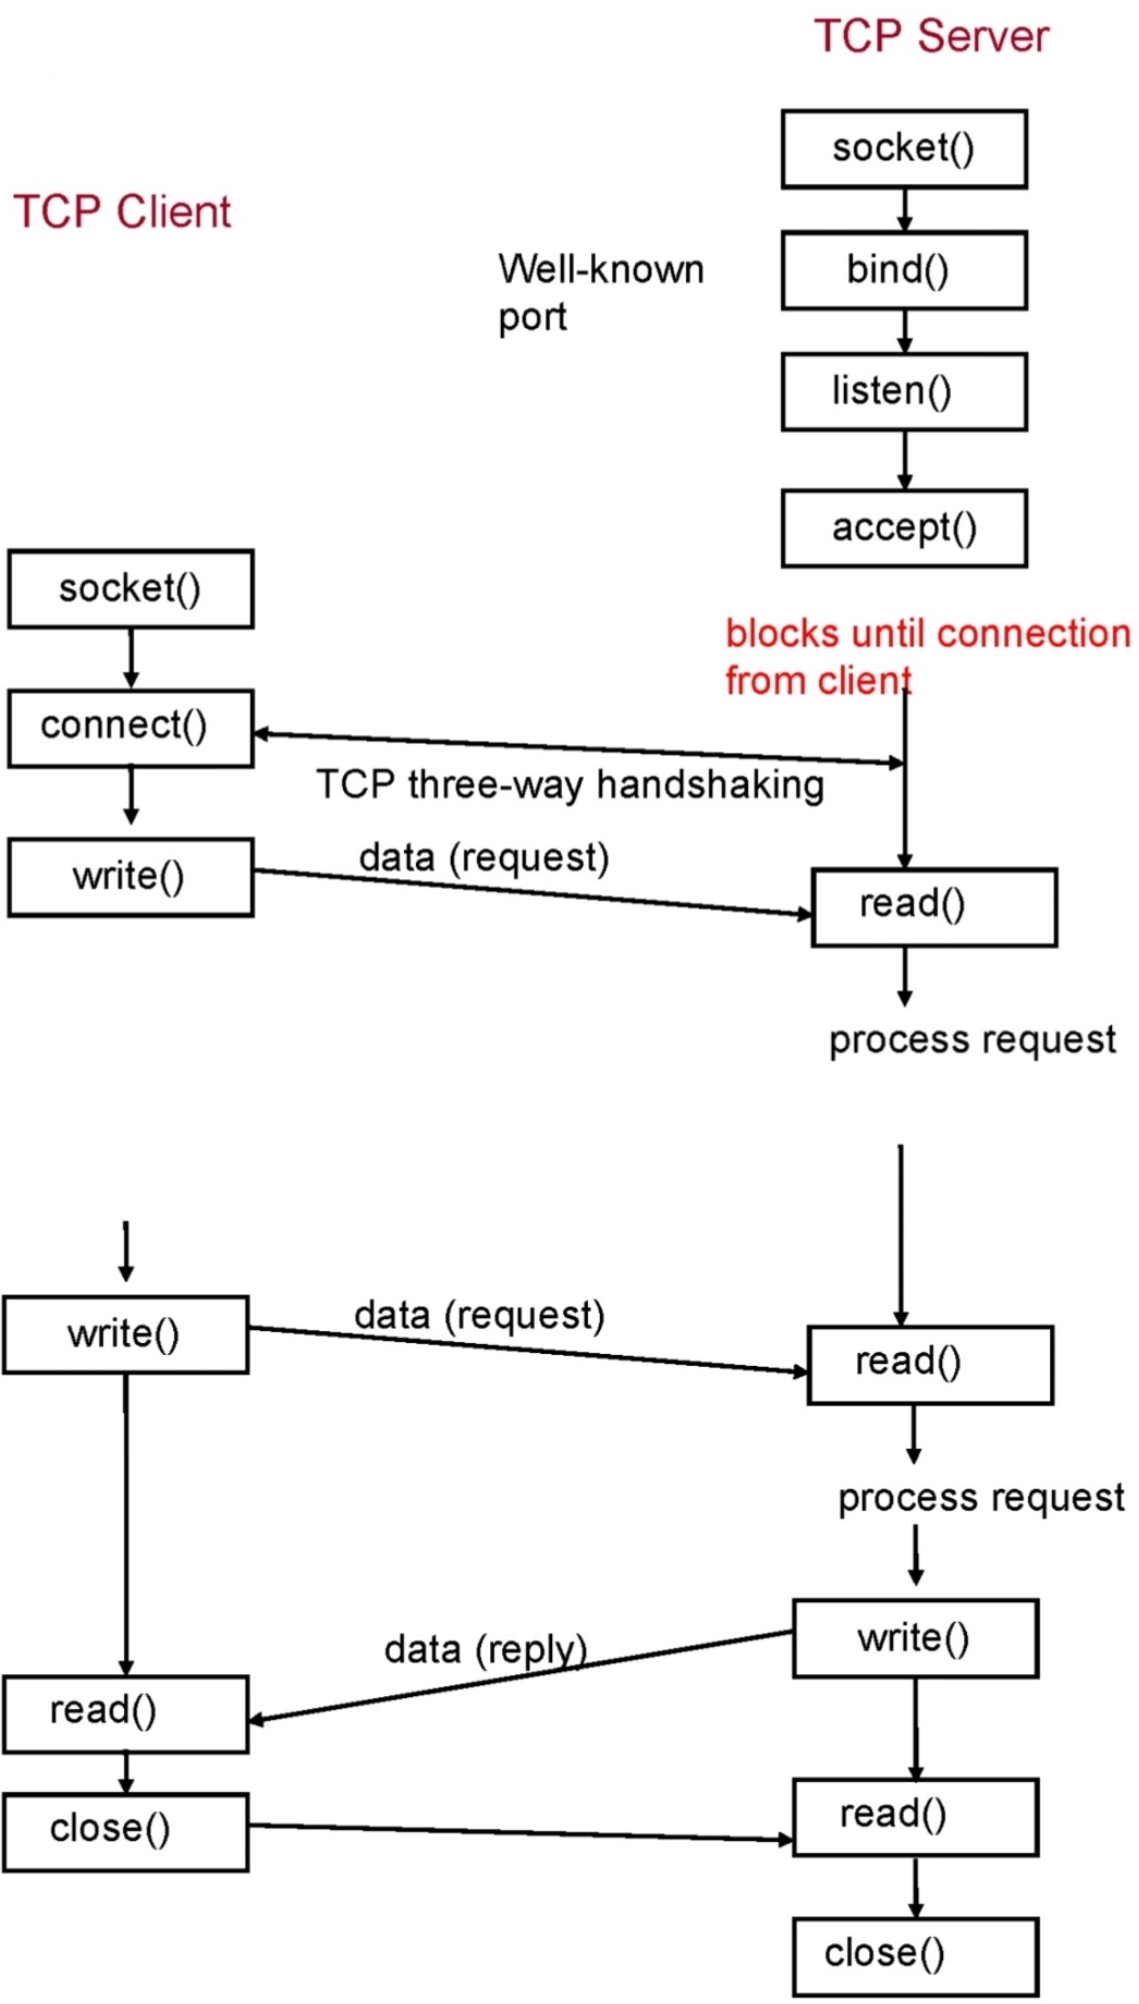 TCP Server
socket()
TCP Client
Well-known
port
bind()
listen()
accept()
socket()
blocks until connection
from client
connect()
TCP three-way handshaking
write()
data (request)
read()
process request
write()
data (request)
read()
process request
write()
data (reply)
read()
close()
read()
close()